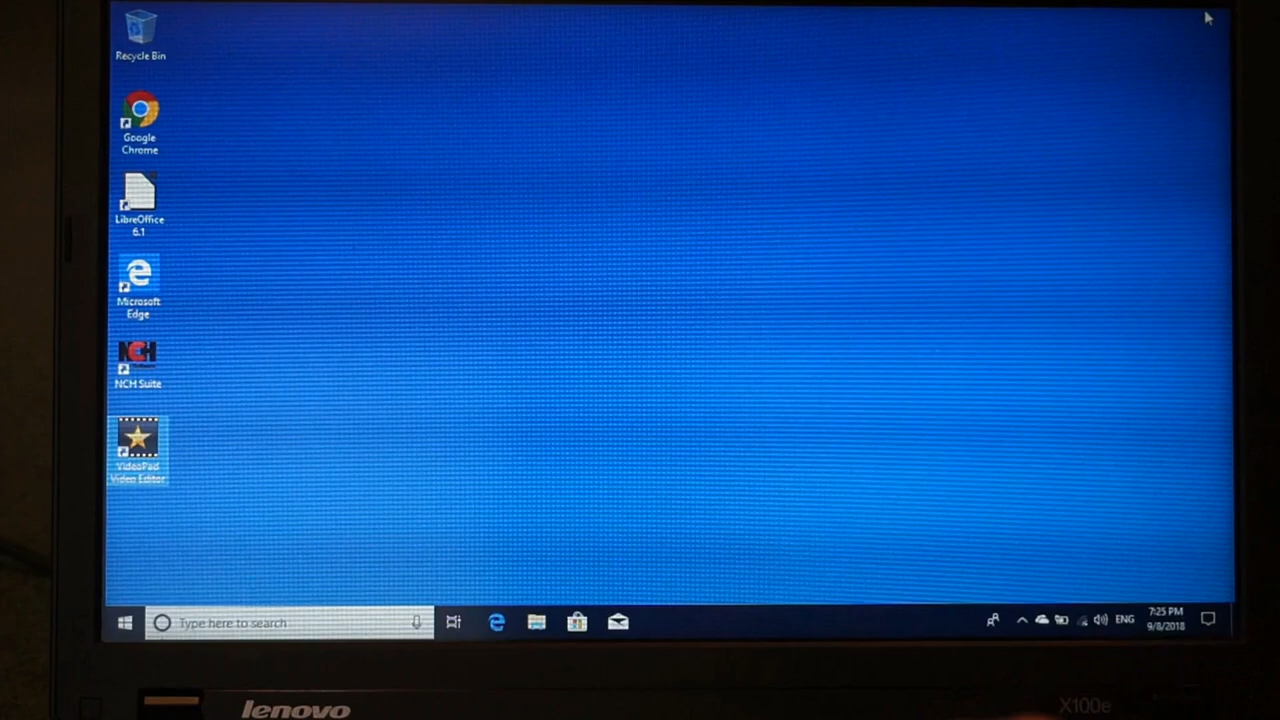 Recycle Bin
Google
Chrome
LibreOffice
6.1
Microsoft
Edge
NCH
NCH Suite
VideoPad
Video Editor
Type here to search
ENG
7:25 PM
9/8/2018
lenovo
X100e